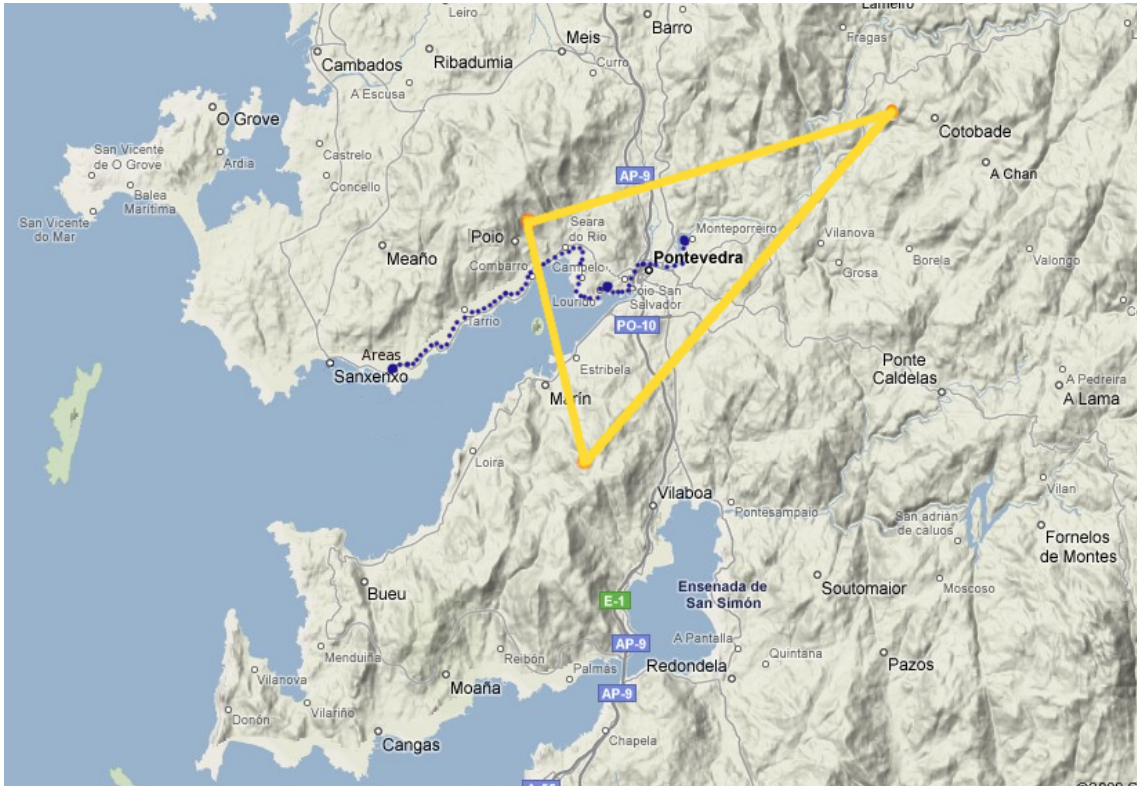 Leiro
Lameiro
Barro
Fragas
Meis
Cambados
Ribadumia
Curro
A Escusa
O Grove
Cotobade
San Vicente
de O Grove
Ardia
Castrelo
A Chan
AP-9
Concello
Balea
Marítima
San Vicente
do Mar
Seara
do Rio
Monteporreiro
Poio
Meaño
Vilanova
Pontevedra
Borela
Valongo
Combarro
Campelo
Grosa
Lourido
Poio San
Salvador
Tarrio
PO-10
Areas
Sanxenxo
Estribela
Ponte
Caldelas
A Pedreira
A Lama
Marín
Loira
Vilaboa
Pontesampaio
Vilan
San adrián
de caluos
Fornelos
de Montes
Bueu
Ensenada de
San Simón
Soutomaior
Moscoso
E-1
A Pantalla
AP-9
Menduiña
Reibón
Quintana
Redondela
Pazos
Palmás
Vilanova
Moaña
AP-9
Vilariño
Donón
Cangas
Chapela